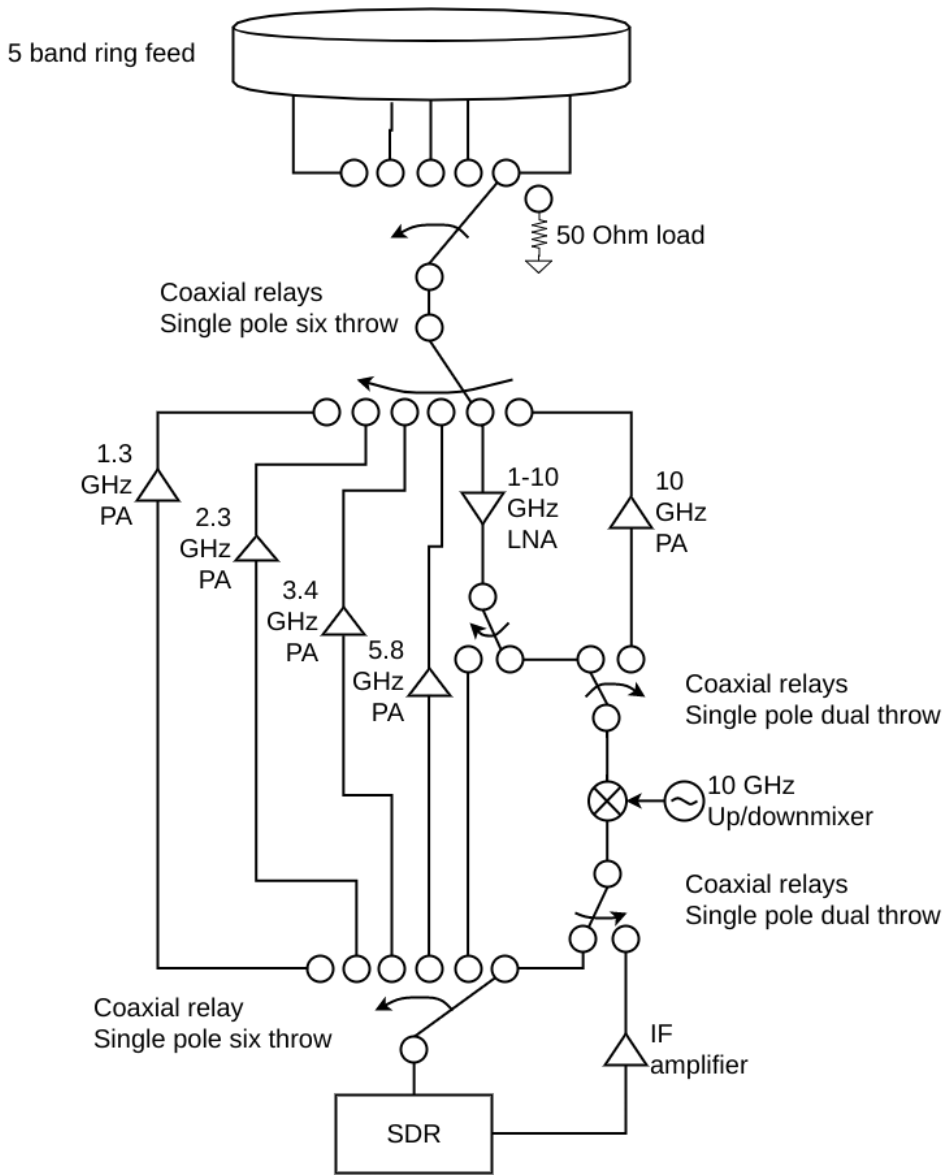 5 band ring feed
50 Ohm load
Coaxial relays
Single pole six throw
1.3
GHz
PA
2.3
GHz
PA
3.4
GHz
PA
5.8
GHz
PA
1-10
GHz
LNA
10
GHz
PA
Coaxial relays
Single pole dual throw
10 GHz
Up/downmixer
Coaxial relays
Single pole dual throw
Coaxial relay
Single pole six throw
IF
amplifier
SDR